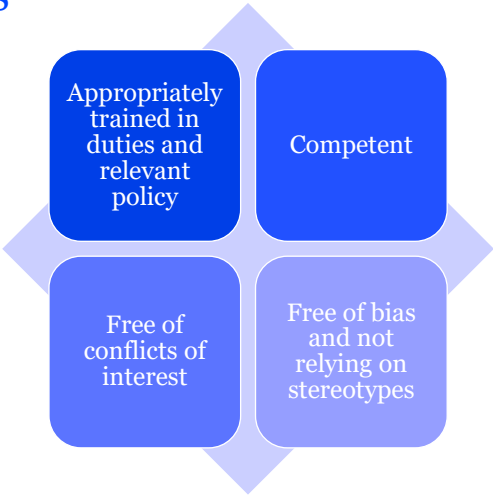 s
Appropriately
trained in
duties and
relevant
policy
Competent
Free of
conflicts of
interest
Free of bias
and not
relying on
stereotypes